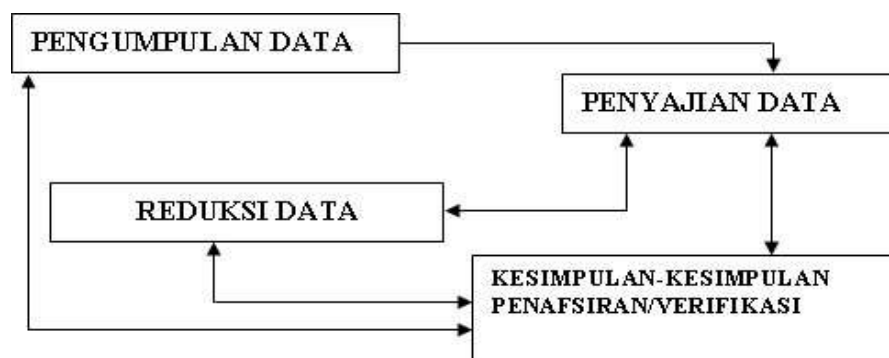 PENGUMPULAN DATA
PENYAJIAN DATA
REDUKSI DATA
KESIMPULAN-KESIMPULAN
PENAFSIRAN/VERIFIKASI